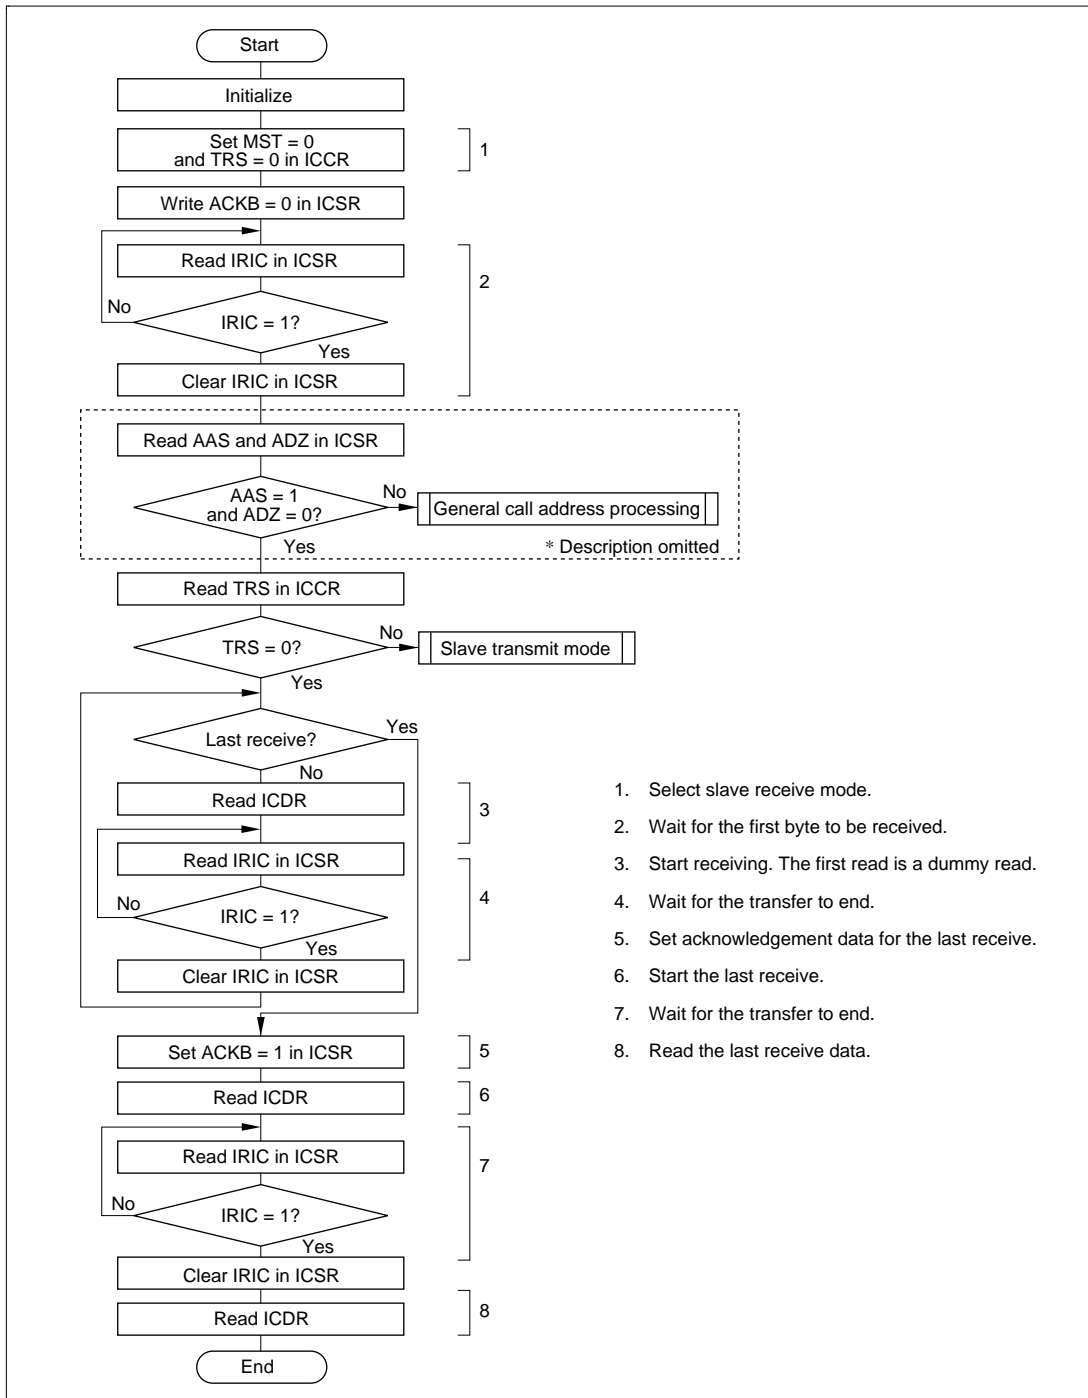 Start
Initialize
Set MST = 0
and TRS = 0 in ICCR
1
Write ACKB = 0 in ICSR
Read IRIC in ICSR
2
No
IRIC = 1?
Yes
Clear IRIC in ICSR
Read AAS and ADZ in ICSR
AAS = 1
and ADZ = 0?
No
General call address processing
Yes
* Description omitted
Read TRS in ICCR
TRS = 0?
No
Slave transmit mode
Yes
Last receive?
Yes
No
Read ICDR
3
Read IRIC in ICSR
4
No
IRIC = 1?
Yes
Clear IRIC in ICSR
Set ACKB = 1 in ICSR
5
Read ICDR
6
Read IRIC in ICSR
7
No
IRIC = 1?
Yes
Clear IRIC in ICSR
Read ICDR
8
End
1. Select slave receive mode.
2. Wait for the first byte to be received.
3. Start receiving. The first read is a dummy read.
4. Wait for the transfer to end.
5. Set acknowledgement data for the last receive.
6. Start the last receive.
7. Wait for the transfer to end.
8. Read the last receive data.